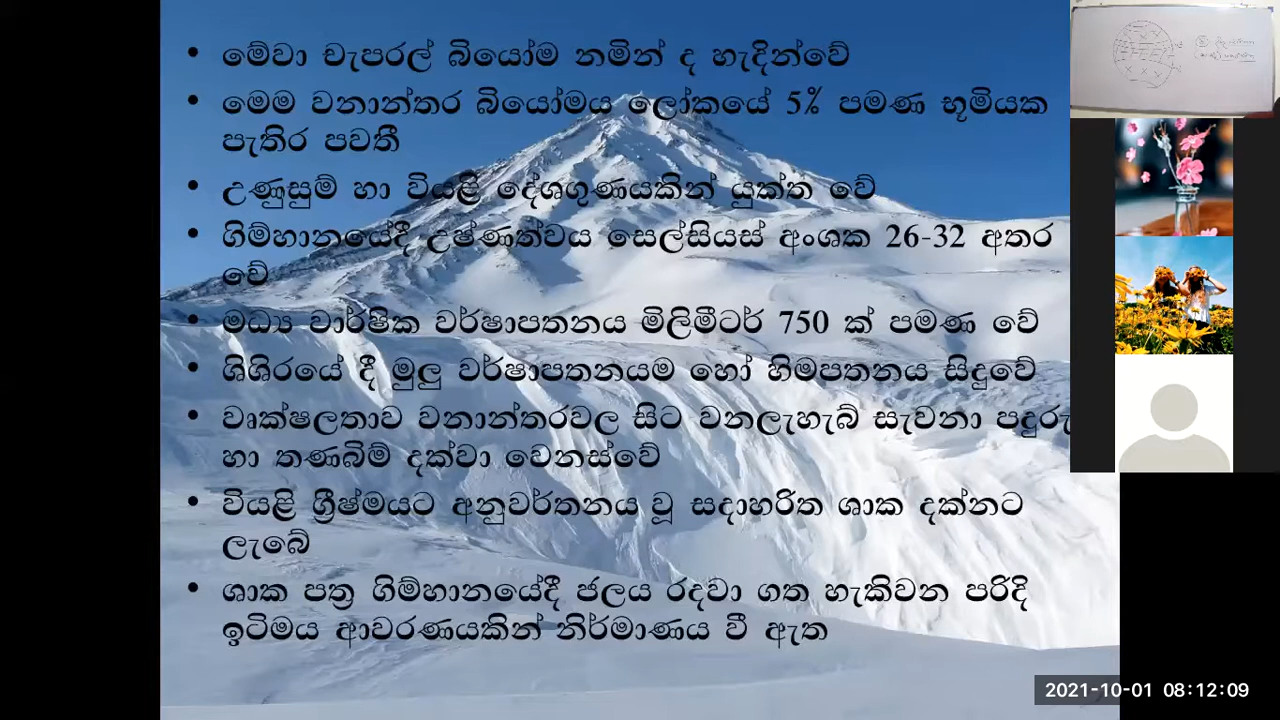 • මේවා චැපරල් බියෝම නමින් ද හැදින්වේ
• මෙම වනාන්තර බියෝමය ලෝකයේ 5% පමණ භූමියක
පැතිර පවතී
• උණුසුම් හා වියළි දේශගුණයකින් යුක්ත වේ
• ගිම්හානයේදී උෂ්ණත්වය සෙල්සියස් අංශක 26-32 අතර
වේ
• මධ්‍ය වාර්ෂික වර්ෂාපතනය මිලිමීටර් 750 ක් පමණ වේ
• ශිශිරයේ දී මුලු වර්ෂාපතනයම හෝ හිමපතනය සිදුවේ
• වෘක්ෂලතාව වනාන්තරවල සිට වනලැහැබ් සැවනා පදුරු
හා තණබිම් දක්වා වෙනස්වේ
• වියළි ග්‍රීෂ්මයට අනුවර්තනය වූ සදාහරිත ශාක දක්නට
ලැබේ
• ශාක පත්‍ර ගිම්හානයේදී ජලය රදවා ගත හැකිවන පරිදි
ඉටිමය ආවරණයකින් නිර්මාණය වී ඇත
2021-10-01 08:12:09